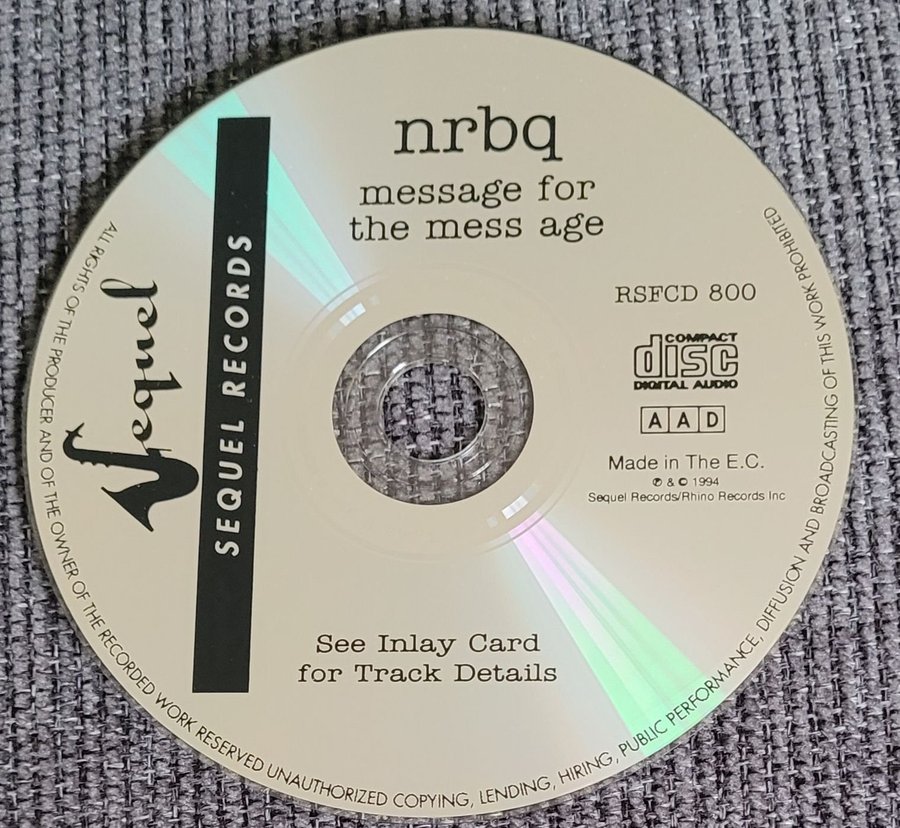 nrbq
message for
the mess age
Sequel
SEQUEL RECORDS
RSFCD 800
COMPACT
disc
DIGITAL AUDIO
AAD
Made in The E.C.
℗ & © 1994
Sequel Records/Rhino Records Inc
See Inlay Card
for Track Details
ALL RIGHTS OF THE PRODUCER AND OF THE OWNER OF THE RECORDED WORK RESERVED UNAUTHORIZED COPYING, LENDING, HIRING, PUBLIC PERFORMANCE, DIFFUSION AND BROADCASTING OF THIS WORK PROHIBITED